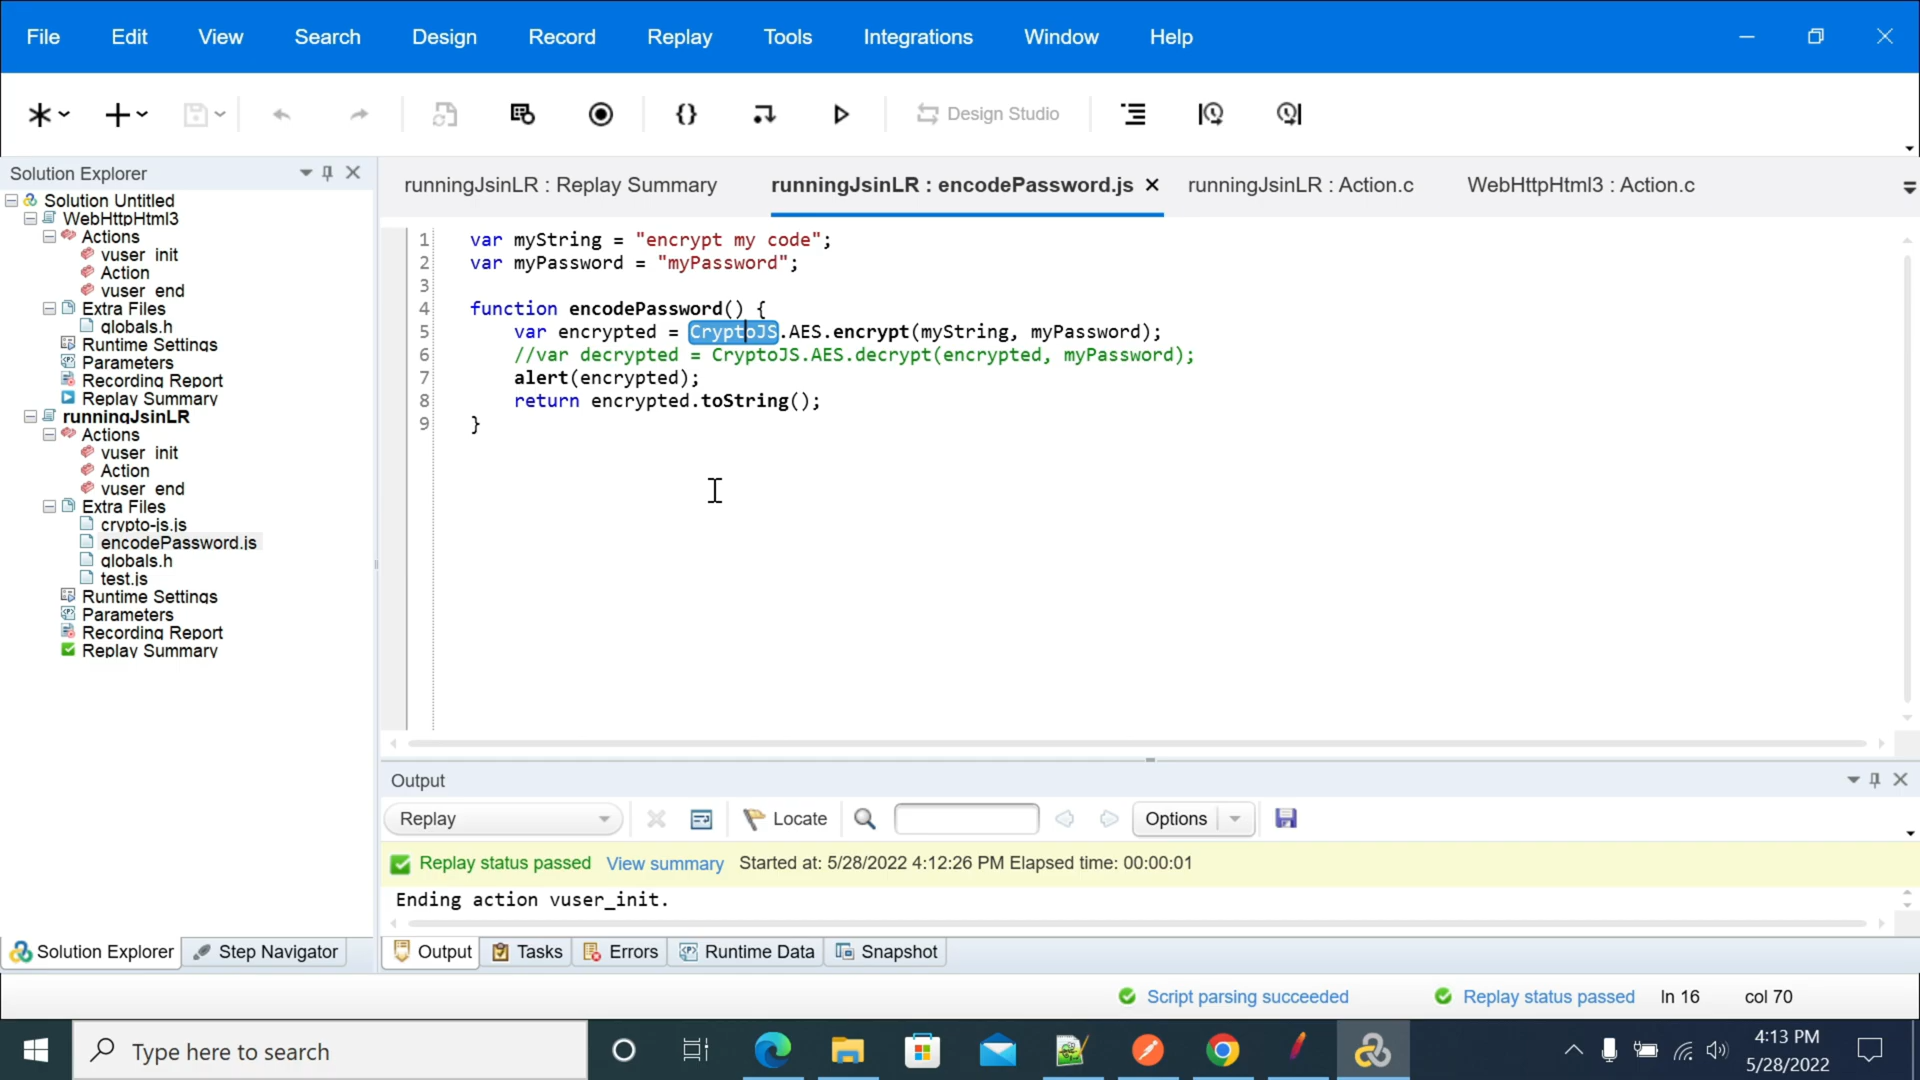 File Edit View Search Design Record Replay Tools Integrations Window Help
Design Studio
Solution Explorer
Solution Untitled
WebHttpHtml3
Actions
vuser_init
Action
vuser_end
Extra Files
globals.h
Runtime Settings
Parameters
Recording Report
Replay Summary
runningJsinLR
Actions
vuser_init
Action
vuser_end
Extra Files
crypto-js.js
encodePassword.js
globals.h
test.js
Runtime Settings
Parameters
Recording Report
Replay Summary
Solution Explorer Step Navigator
runningJsinLR : Replay Summary runningJsinLR : encodePassword.js runningJsinLR : Action.c WebHttpHtml3 : Action.c
1 var myString = "encrypt my code";
2 var myPassword = "myPassword";
3
4 function encodePassword() {
5 var encrypted = CryptoJS.AES.encrypt(myString, myPassword);
6 //var decrypted = CryptoJS.AES.decrypt(encrypted, myPassword);
7 alert(encrypted);
8 return encrypted.toString();
9 }
Output
Replay Locate Options
Replay status passed View summary Started at: 5/28/2022 4:12:26 PM Elapsed time: 00:00:01
Ending action vuser_init.
Output Tasks Errors Runtime Data Snapshot
Script parsing succeeded Replay status passed ln 16 col 70
Type here to search
4:13 PM
5/28/2022